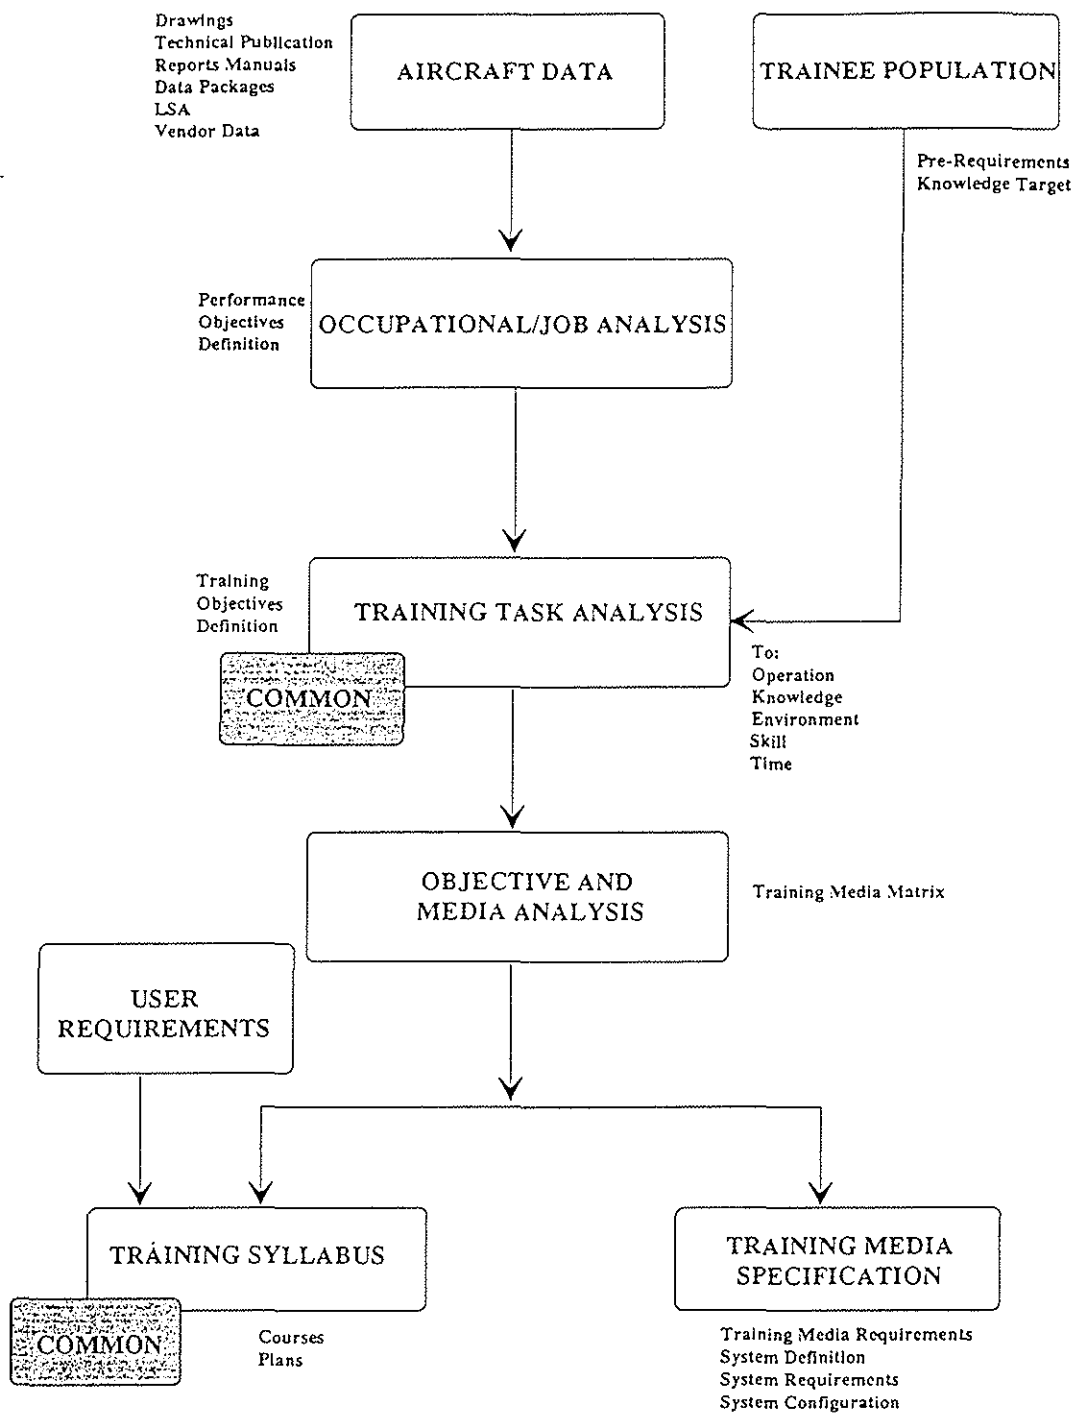 Drawings
Technical Publication
Reports Manuals
Data Packages
LSA
Vendor Data
AIRCRAFT DATA
TRAINEE POPULATION
Pre-Requirements
Knowledge Target
Performance
Objectives
Definition
OCCUPATIONAL/JOB ANALYSIS
Training
Objectives
Definition
TRAINING TASK ANALYSIS
COMMON
To:
Operation
Knowledge
Environment
Skill
Time
OBJECTIVE AND
MEDIA ANALYSIS
Training Media Matrix
USER
REQUIREMENTS
TRAINING SYLLABUS
COMMON
Courses
Plans
TRAINING MEDIA
SPECIFICATION
Training Media Requirements
System Definition
System Requirements
System Configuration